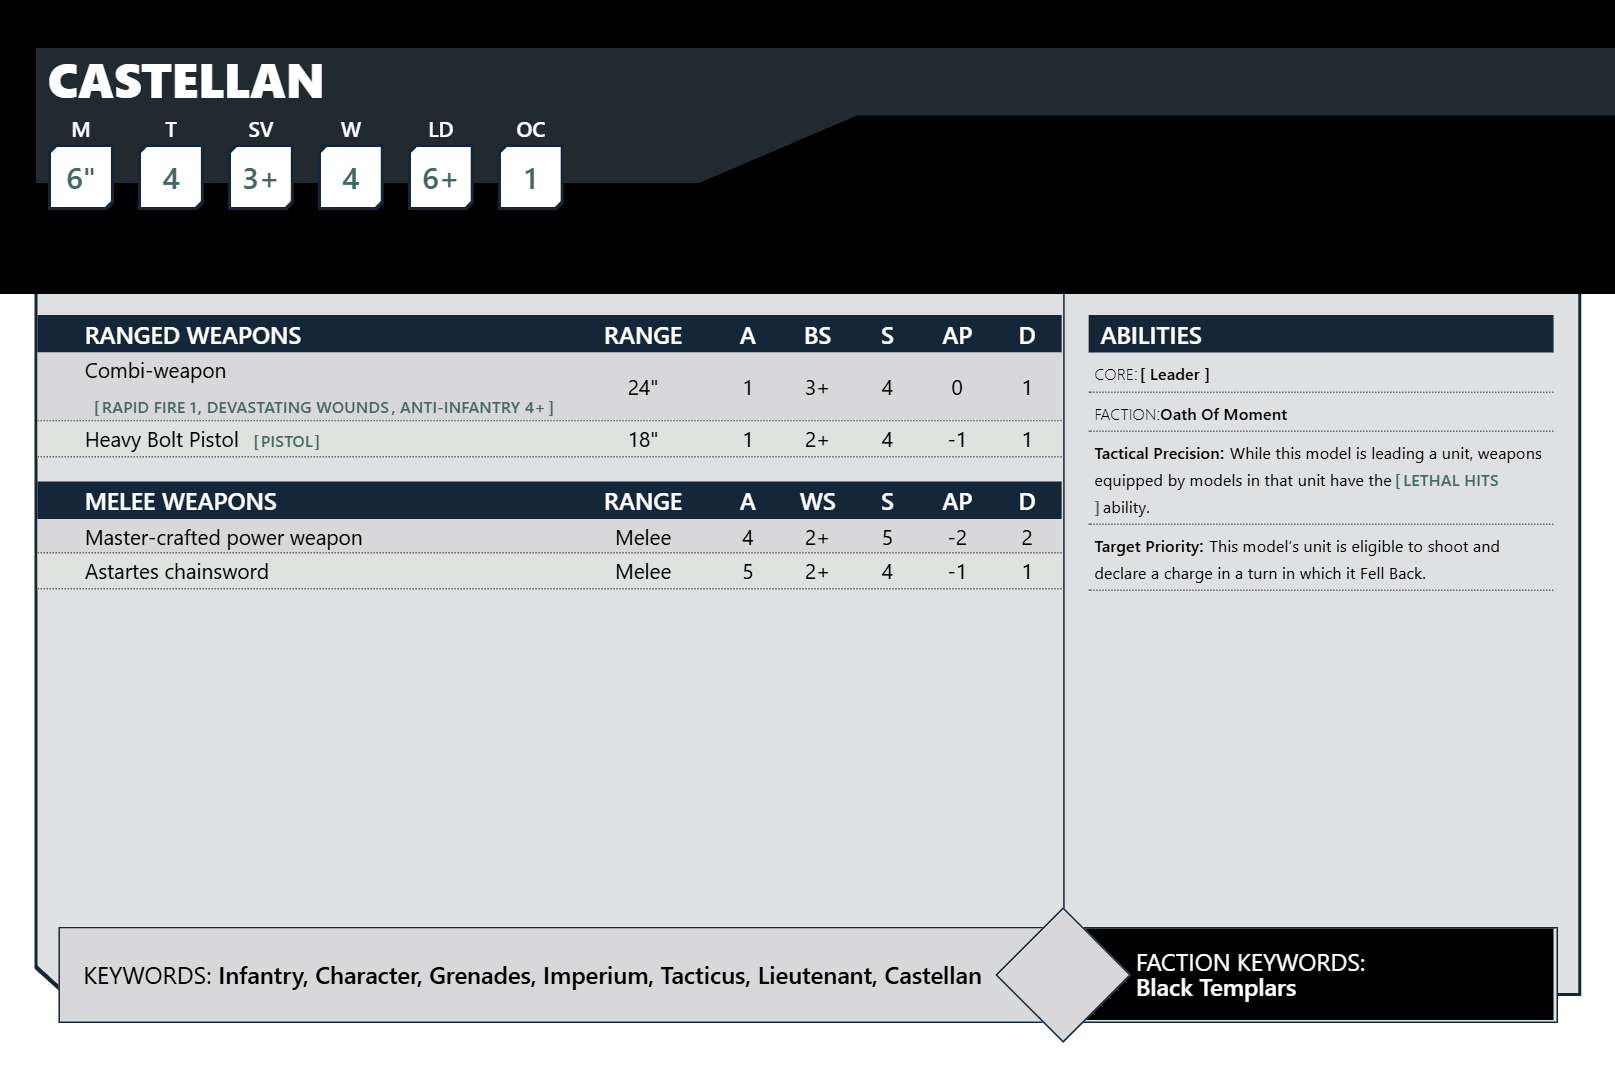 CASTELLAN
M T SV W LD OC
6" 4 3+ 4 6+ 1
RANGED WEAPONS RANGE A BS S AP D
Combi-weapon
[RAPID FIRE 1, DEVASTATING WOUNDS, ANTI-INFANTRY 4+] 24" 1 3+ 4 0 1
Heavy Bolt Pistol [PISTOL] 18" 1 2+ 4 -1 1
MELEE WEAPONS RANGE A WS S AP D
Master-crafted power weapon Melee 4 2+ 5 -2 2
Astartes chainsword Melee 5 2+ 4 -1 1
ABILITIES
CORE: [ Leader ]
FACTION:Oath Of Moment
Tactical Precision: While this model is leading a unit, weapons
equipped by models in that unit have the [ LETHAL HITS
] ability.
Target Priority: This model's unit is eligible to shoot and
declare a charge in a turn in which it Fell Back.
KEYWORDS: Infantry, Character, Grenades, Imperium, Tacticus, Lieutenant, Castellan
FACTION KEYWORDS:
Black Templars